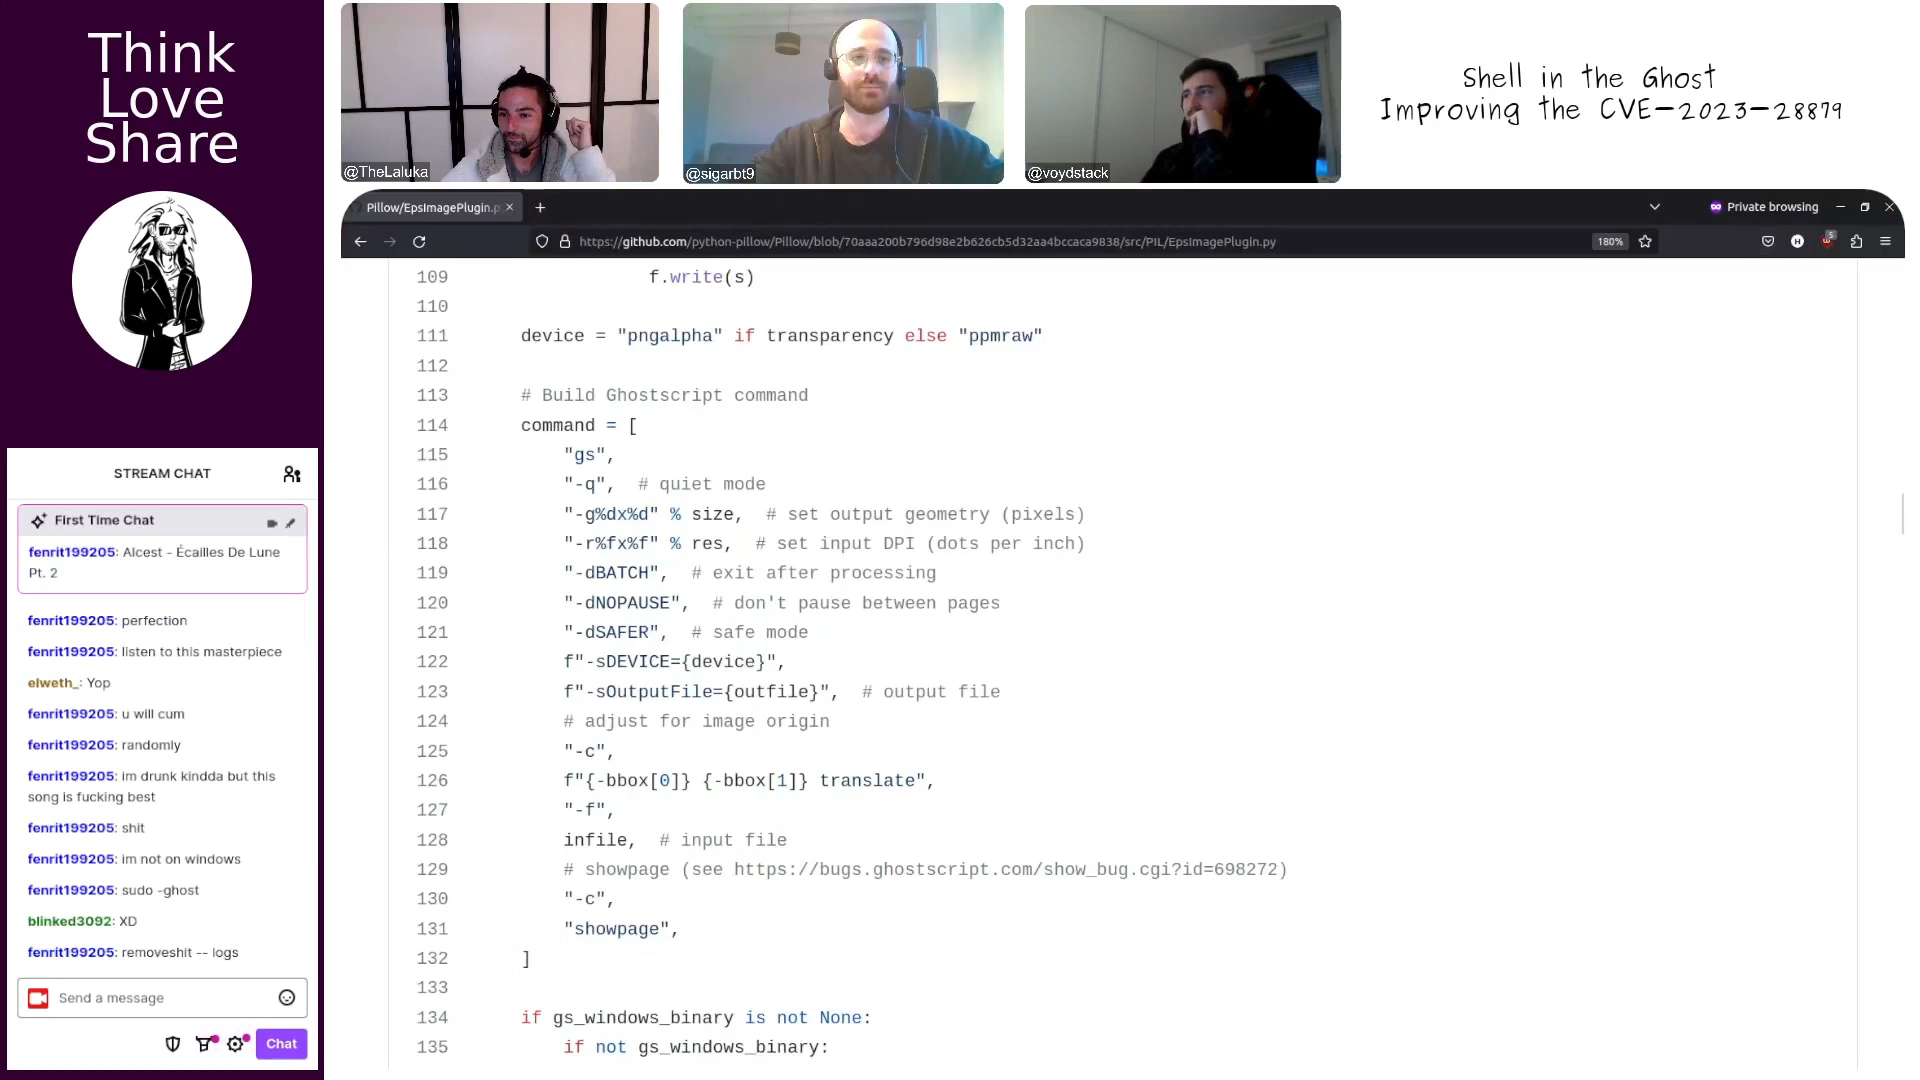 Think
Love
Share
@TheLaluka
@sigarbt9
@voydstack
Shell in the Ghost
Improving the CVE-2023-28879
Pillow/EpsImagePlugin.p
Private browsing
https://github.com/python-pillow/Pillow/blob/70aaa200b796d98e2b626cb5d32aa4bccaca9838/src/PIL/EpsImagePlugin.py
180%
109 f.write(s)
110
111 device = "pngalpha" if transparency else "ppmraw"
112
113 # Build Ghostscript command
114 command = [
115 "gs",
116 "-q", # quiet mode
117 "-g%dx%d" % size, # set output geometry (pixels)
118 "-r%fx%f" % res, # set input DPI (dots per inch)
119 "-dBATCH", # exit after processing
120 "-dNOPAUSE", # don't pause between pages
121 "-dSAFER", # safe mode
122 f"-sDEVICE={device}",
123 f"-sOutputFile={outfile}", # output file
124 # adjust for image origin
125 "-c",
126 f"{-bbox[0]} {-bbox[1]} translate",
127 "-f",
128 infile, # input file
129 # showpage (see https://bugs.ghostscript.com/show_bug.cgi?id=698272)
130 "-c",
131 "showpage",
132 ]
133
134 if gs_windows_binary is not None:
135 if not gs_windows_binary:
STREAM CHAT
First Time Chat
fenrit199205: Alcest - Écailles De Lune
Pt. 2
fenrit199205: perfection
fenrit199205: listen to this masterpiece
elweth_: Yop
fenrit199205: u will cum
fenrit199205: randomly
fenrit199205: im drunk kindda but this
song is fucking best
fenrit199205: shit
fenrit199205: im not on windows
fenrit199205: sudo -ghost
blinked3092: XD
fenrit199205: removeshit -- logs
Send a message
Chat